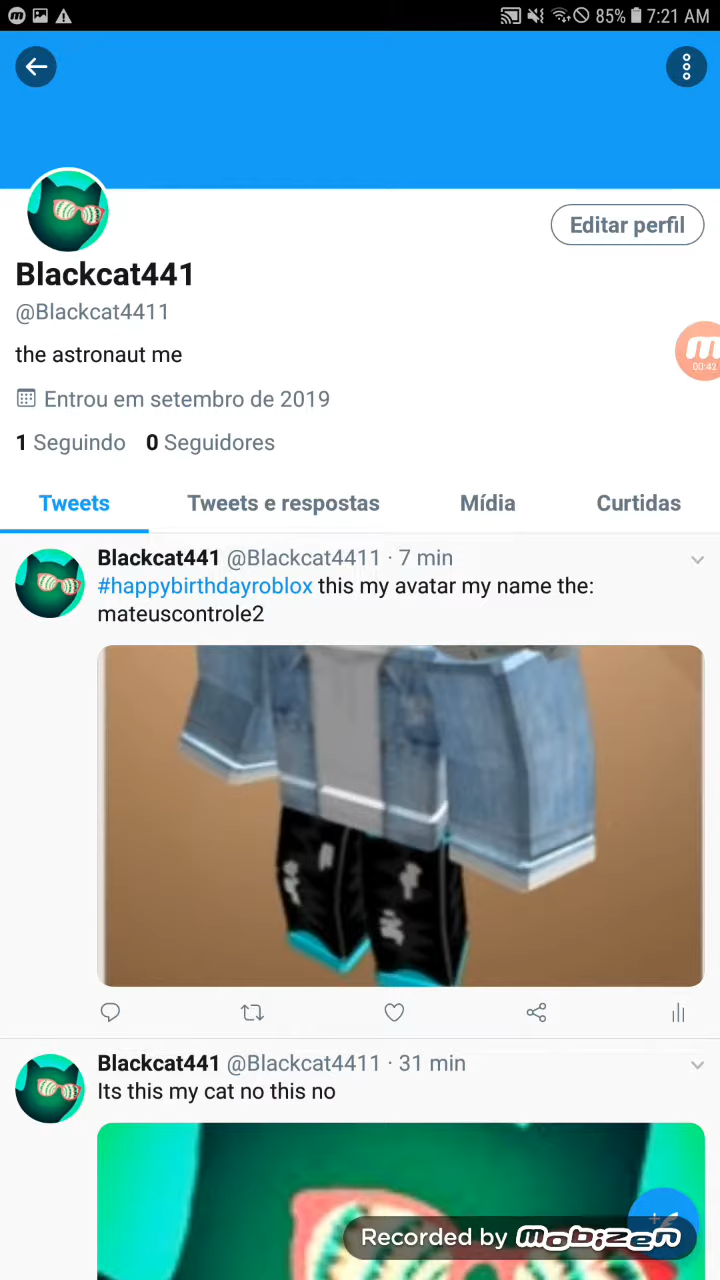 85% 7:21 AM
Editar perfil
Blackcat441
@Blackcat4411
the astronaut me
00:42
Entrou em setembro de 2019
1 Seguindo 0 Seguidores
Tweets Tweets e respostas Mídia Curtidas
Blackcat441 @Blackcat4411 · 7 min
#happybirthdayroblox this my avatar my name the:
mateuscontrole2
Blackcat441 @Blackcat4411 · 31 min
Its this my cat no this no
Recorded by mobizen